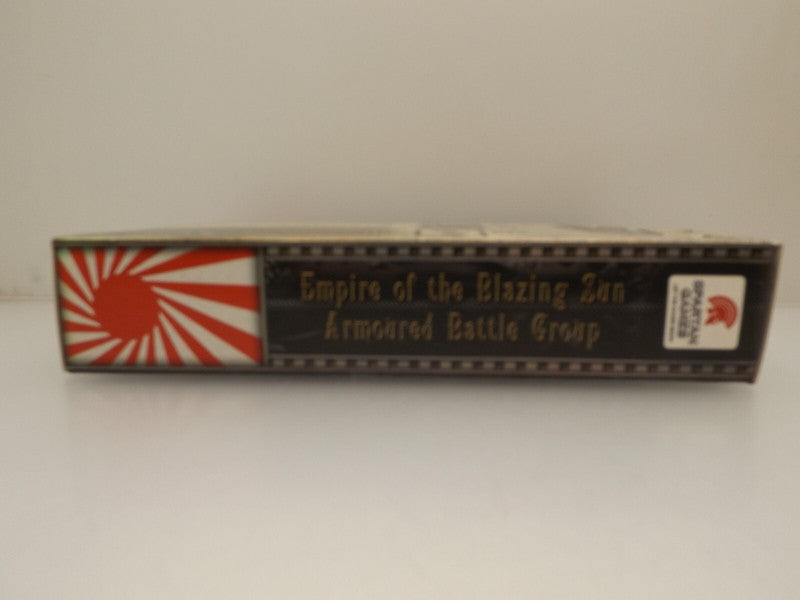 Empire of the Blazing Sun
Armoured Battle Group
SPARTAN
GAMES